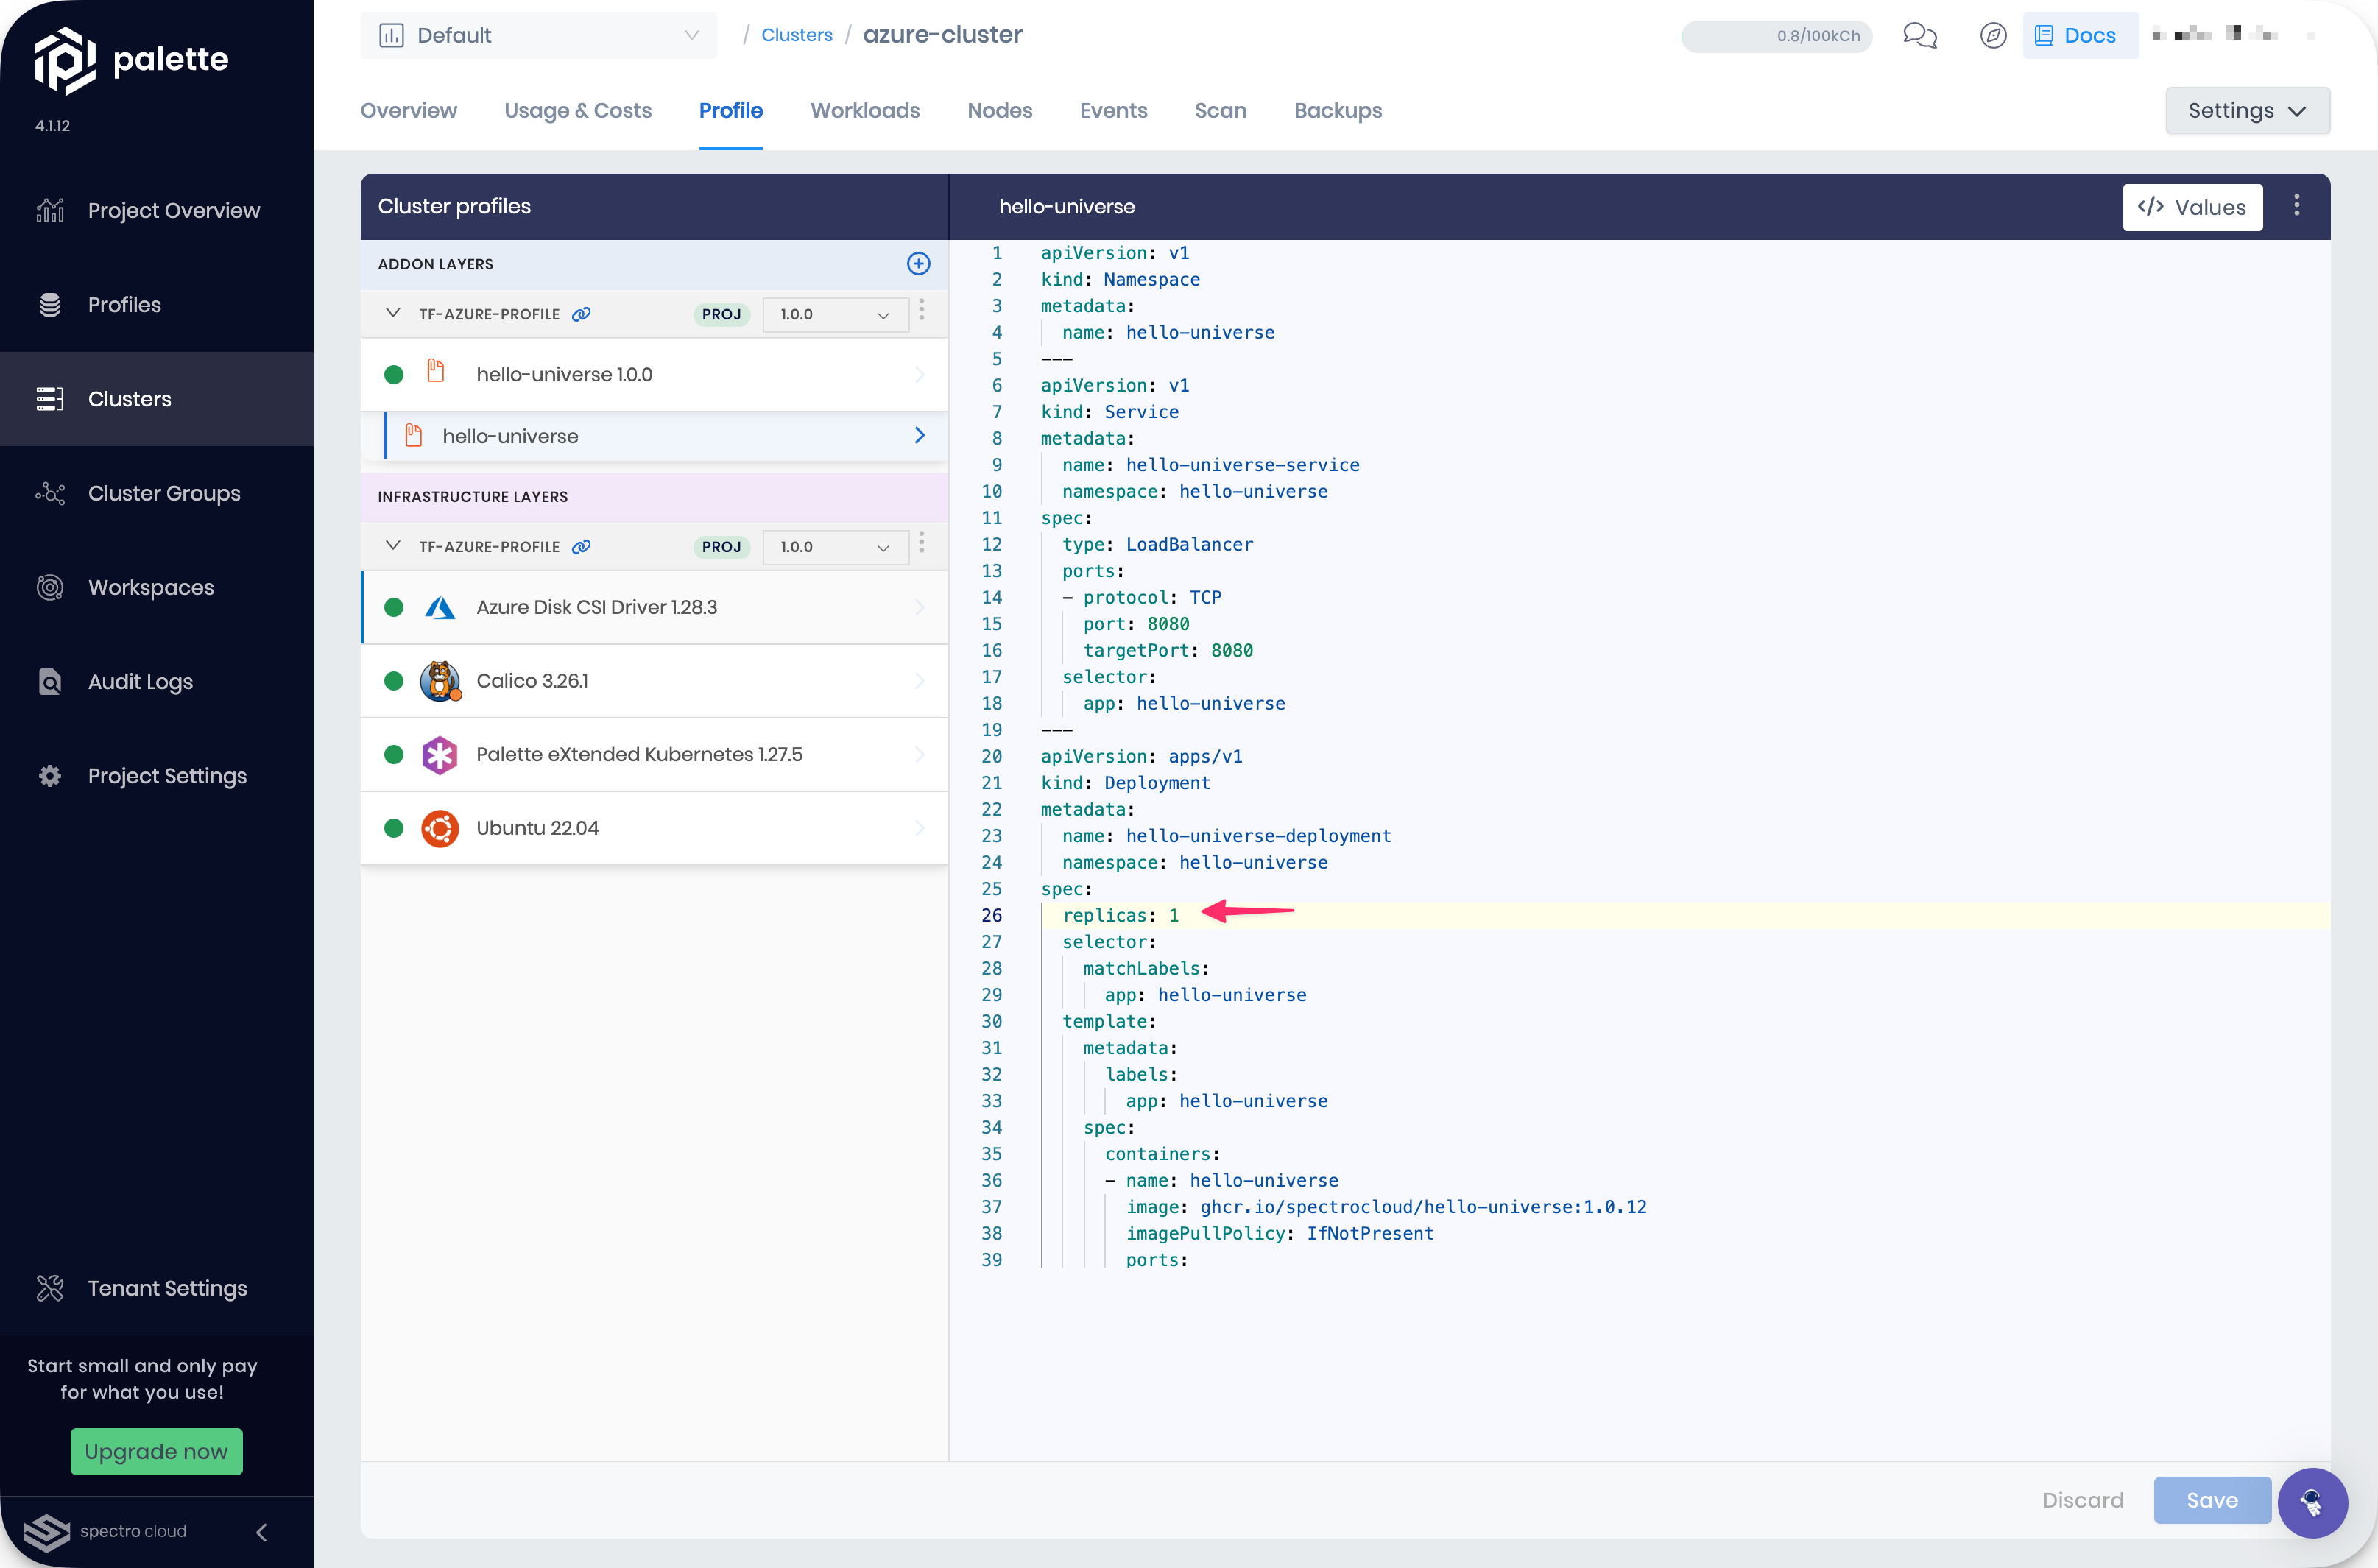 palette
4.1.12
Project Overview
Profiles
Clusters
Cluster Groups
Workspaces
Audit Logs
Project Settings
Tenant Settings
Start small and only pay
for what you use!
Upgrade now
spectro cloud
Default
/ Clusters / azure-cluster
0.8/100kCh
Docs
Overview Usage & Costs Profile Workloads Nodes Events Scan Backups
Settings
Cluster profiles
ADDON LAYERS
TF-AZURE-PROFILE PROJ 1.0.0
hello-universe 1.0.0
hello-universe
INFRASTRUCTURE LAYERS
TF-AZURE-PROFILE PROJ 1.0.0
Azure Disk CSI Driver 1.28.3
Calico 3.26.1
Palette eXtended Kubernetes 1.27.5
Ubuntu 22.04
hello-universe
</> Values
1 apiVersion: v1
2 kind: Namespace
3 metadata:
4 name: hello-universe
5 ---
6 apiVersion: v1
7 kind: Service
8 metadata:
9 name: hello-universe-service
10 namespace: hello-universe
11 spec:
12 type: LoadBalancer
13 ports:
14 - protocol: TCP
15 port: 8080
16 targetPort: 8080
17 selector:
18 app: hello-universe
19 ---
20 apiVersion: apps/v1
21 kind: Deployment
22 metadata:
23 name: hello-universe-deployment
24 namespace: hello-universe
25 spec:
26 replicas: 1
27 selector:
28 matchLabels:
29 app: hello-universe
30 template:
31 metadata:
32 labels:
33 app: hello-universe
34 spec:
35 containers:
36 - name: hello-universe
37 image: ghcr.io/spectrocloud/hello-universe:1.0.12
38 imagePullPolicy: IfNotPresent
39 ports:
Discard
Save